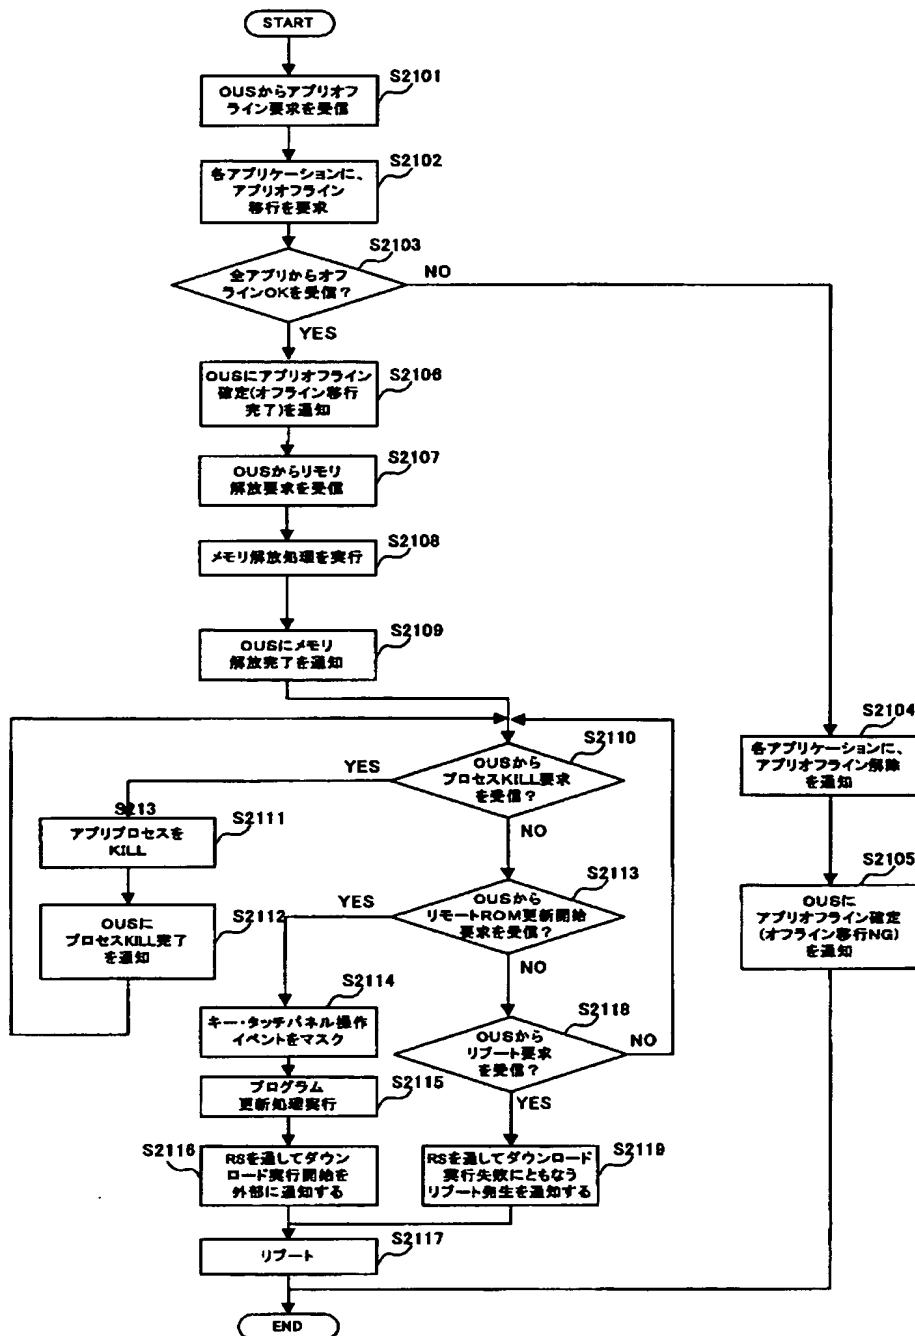 START
S2101
OUSからアプリオフ
ライン要求を受信
S2102
各アプリケーションに、
アプリオフライン
移行を要求
S2103
全アプリからオフ
ラインOKを受信？
NO
YES
S2106
OUSにアプリオフライン
確定(オフライン移行
完了)を通知
S2107
OUSからリモリ
解放要求を受信
S2108
メモリ解放処理を実行
S2109
OUSにメモリ
解放完了を通知
S2104
各アプリケーションに、
アプリオフライン解除
を通知
S2110
OUSから
プロセスKILL要求
を受信？
YES
NO
S213
S2111
アプリプロセスを
KILL
S2105
OUSに
アプリオフライン確定
(オフライン移行NG)
を通知
S2113
OUSから
リモートROM更新開始
要求を受信？
YES
NO
S2112
OUSに
プロセスKILL完了
を通知
S2114
キー・タッチパネル操作
イベントをマスク
S2118
OUSから
リブート要求
を受信？
NO
YES
S2115
プログラム
更新処理実行
S2116
RSを通してダウン
ロード実行開始を
外部に通知する
S2119
RSを通してダウンロード
実行失敗にともなう
リブート発生を通知する
S2117
リブート
END